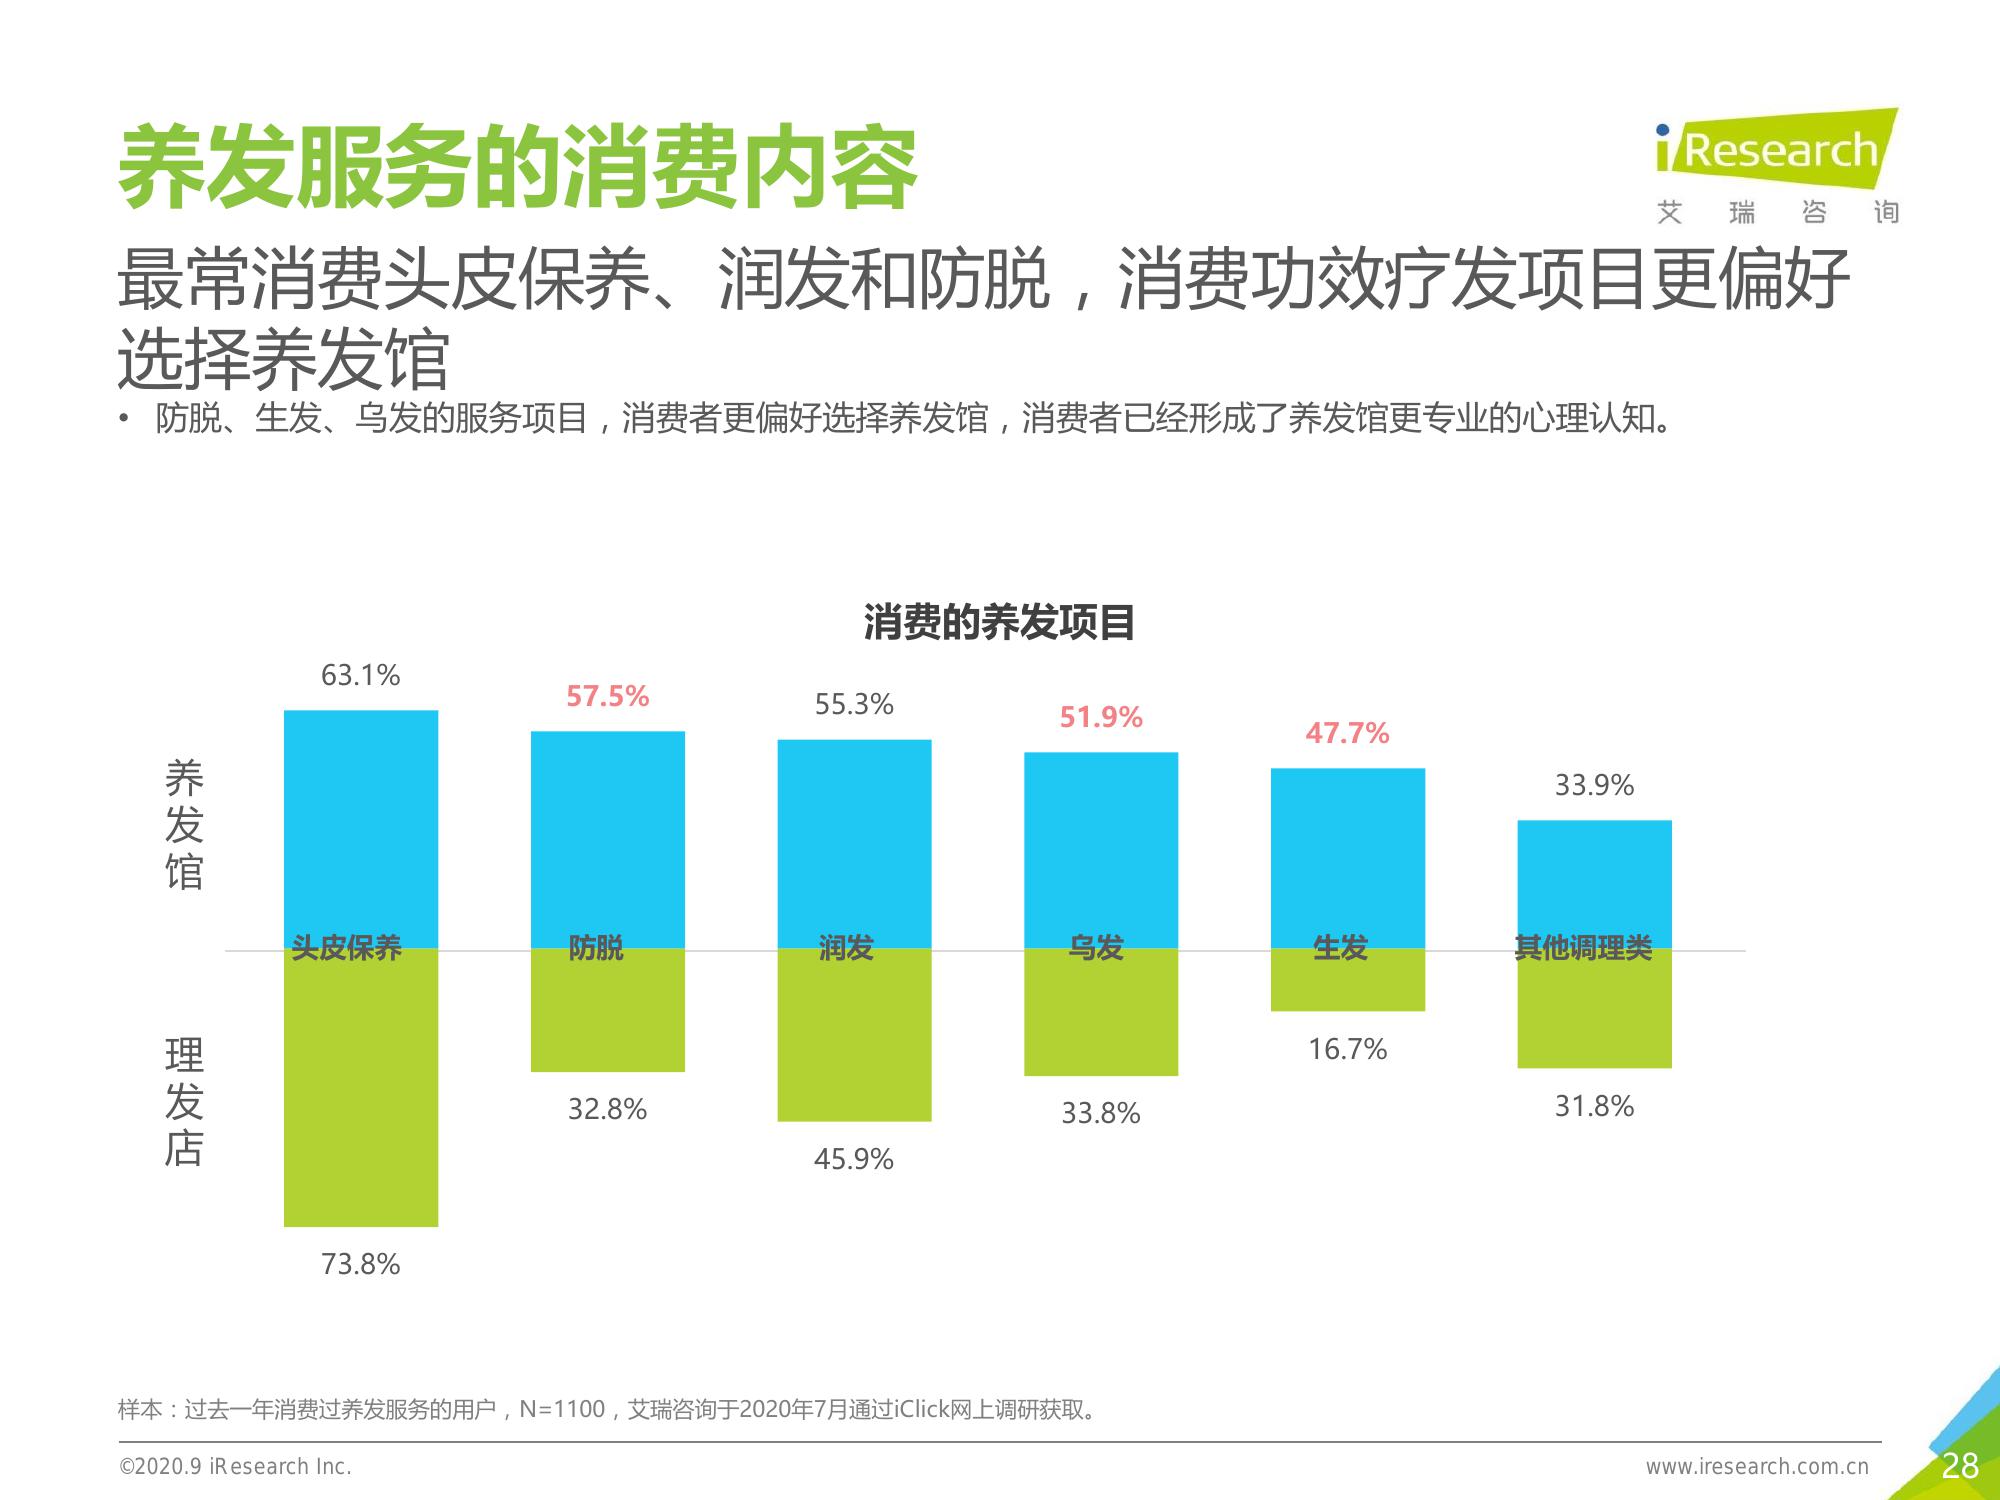 养发服务的消费内容
iResearch
艾瑞咨询
最常消费头皮保养、润发和防脱，消费功效疗发项目更偏好
选择养发馆
• 防脱、生发、乌发的服务项目，消费者更偏好选择养发馆，消费者已经形成了养发馆更专业的心理认知。
消费的养发项目
63.1%
57.5%
55.3%
51.9%
47.7%
33.9%
养发馆
头皮保养
防脱
润发
乌发
生发
其他调理类
理发店
73.8%
32.8%
45.9%
33.8%
16.7%
31.8%
样本：过去一年消费过养发服务的用户，N=1100，艾瑞咨询于2020年7月通过iClick网上调研获取。
©2020.9 iResearch Inc.
www.iresearch.com.cn
28